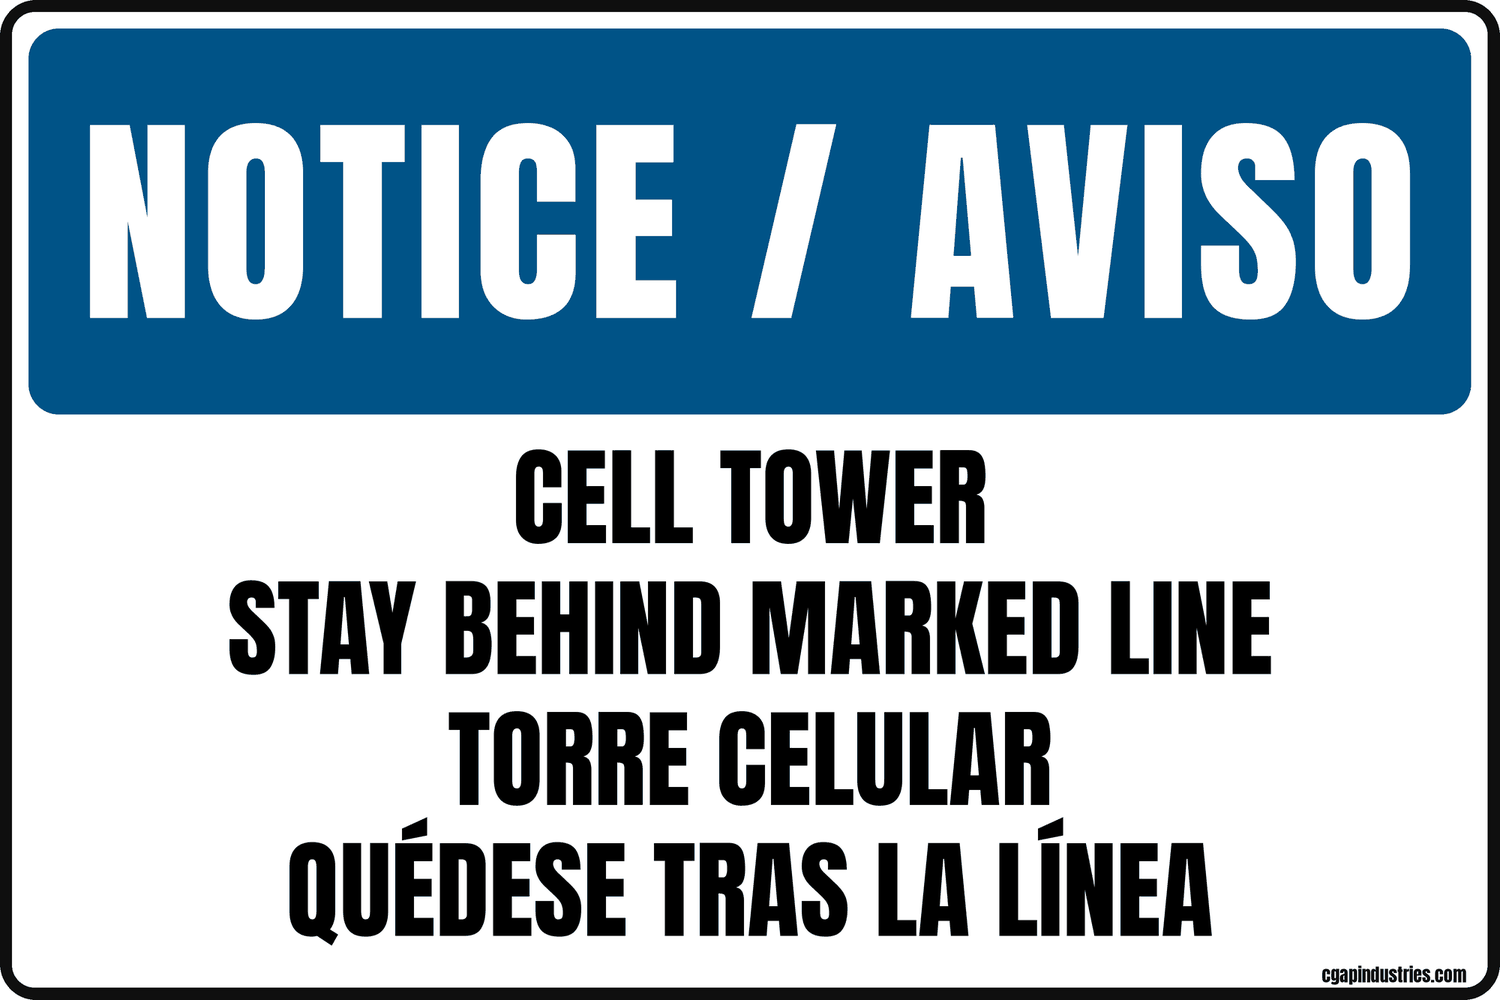 NOTICE / AVISO
CELL TOWER
STAY BEHIND MARKED LINE
TORRE CELULAR
QUÉDESE TRAS LA LÍNEA
cgapindustries.com